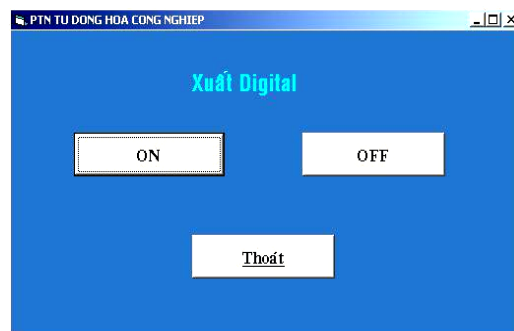 PTN TU DONG HOA CONG NGHIEP
Xuất Digital
ON
OFF
Thoát